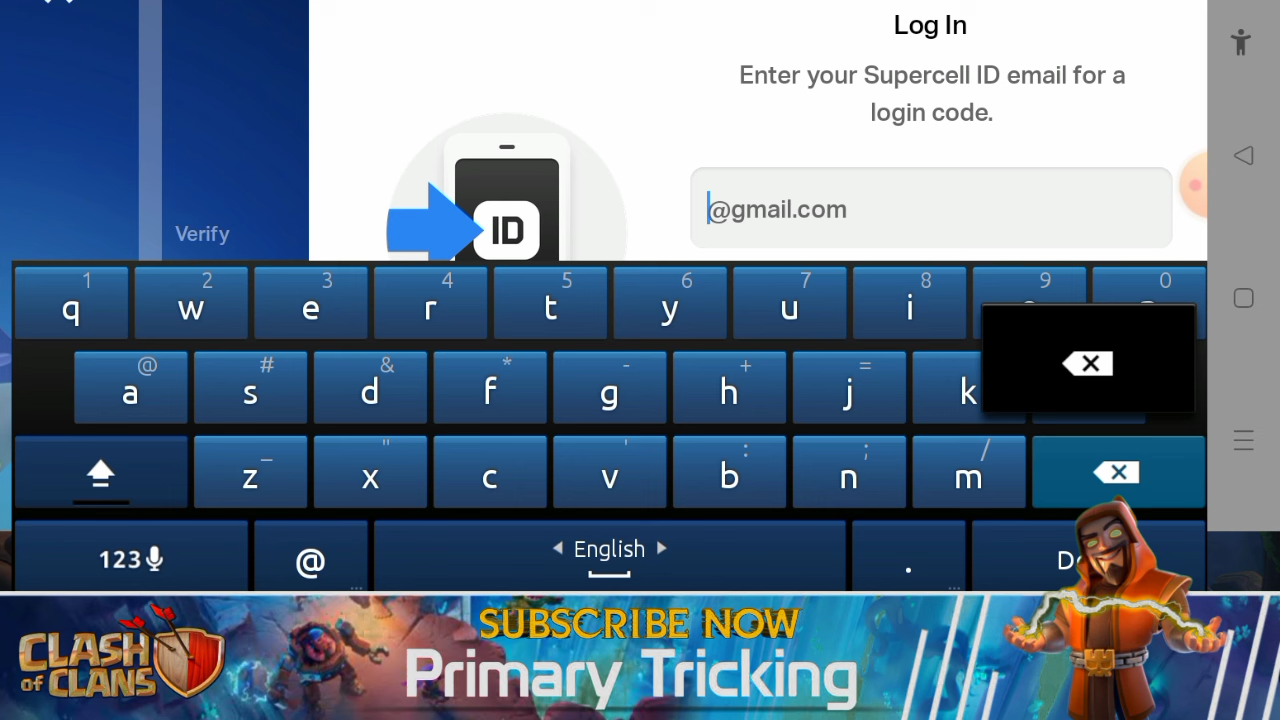 Log In
Enter your Supercell ID email for a
login code.
@gmail.com
ID
Verify
1 2 3 4 5 6 7 8 9 0
q w e r t y u i
@ # & * - + =
a s d f g h j k
_ " ' : ; /
z x c v b n m
123 @ English .
SUBSCRIBE NOW
CLASH
of CLANS
Primary Tricking